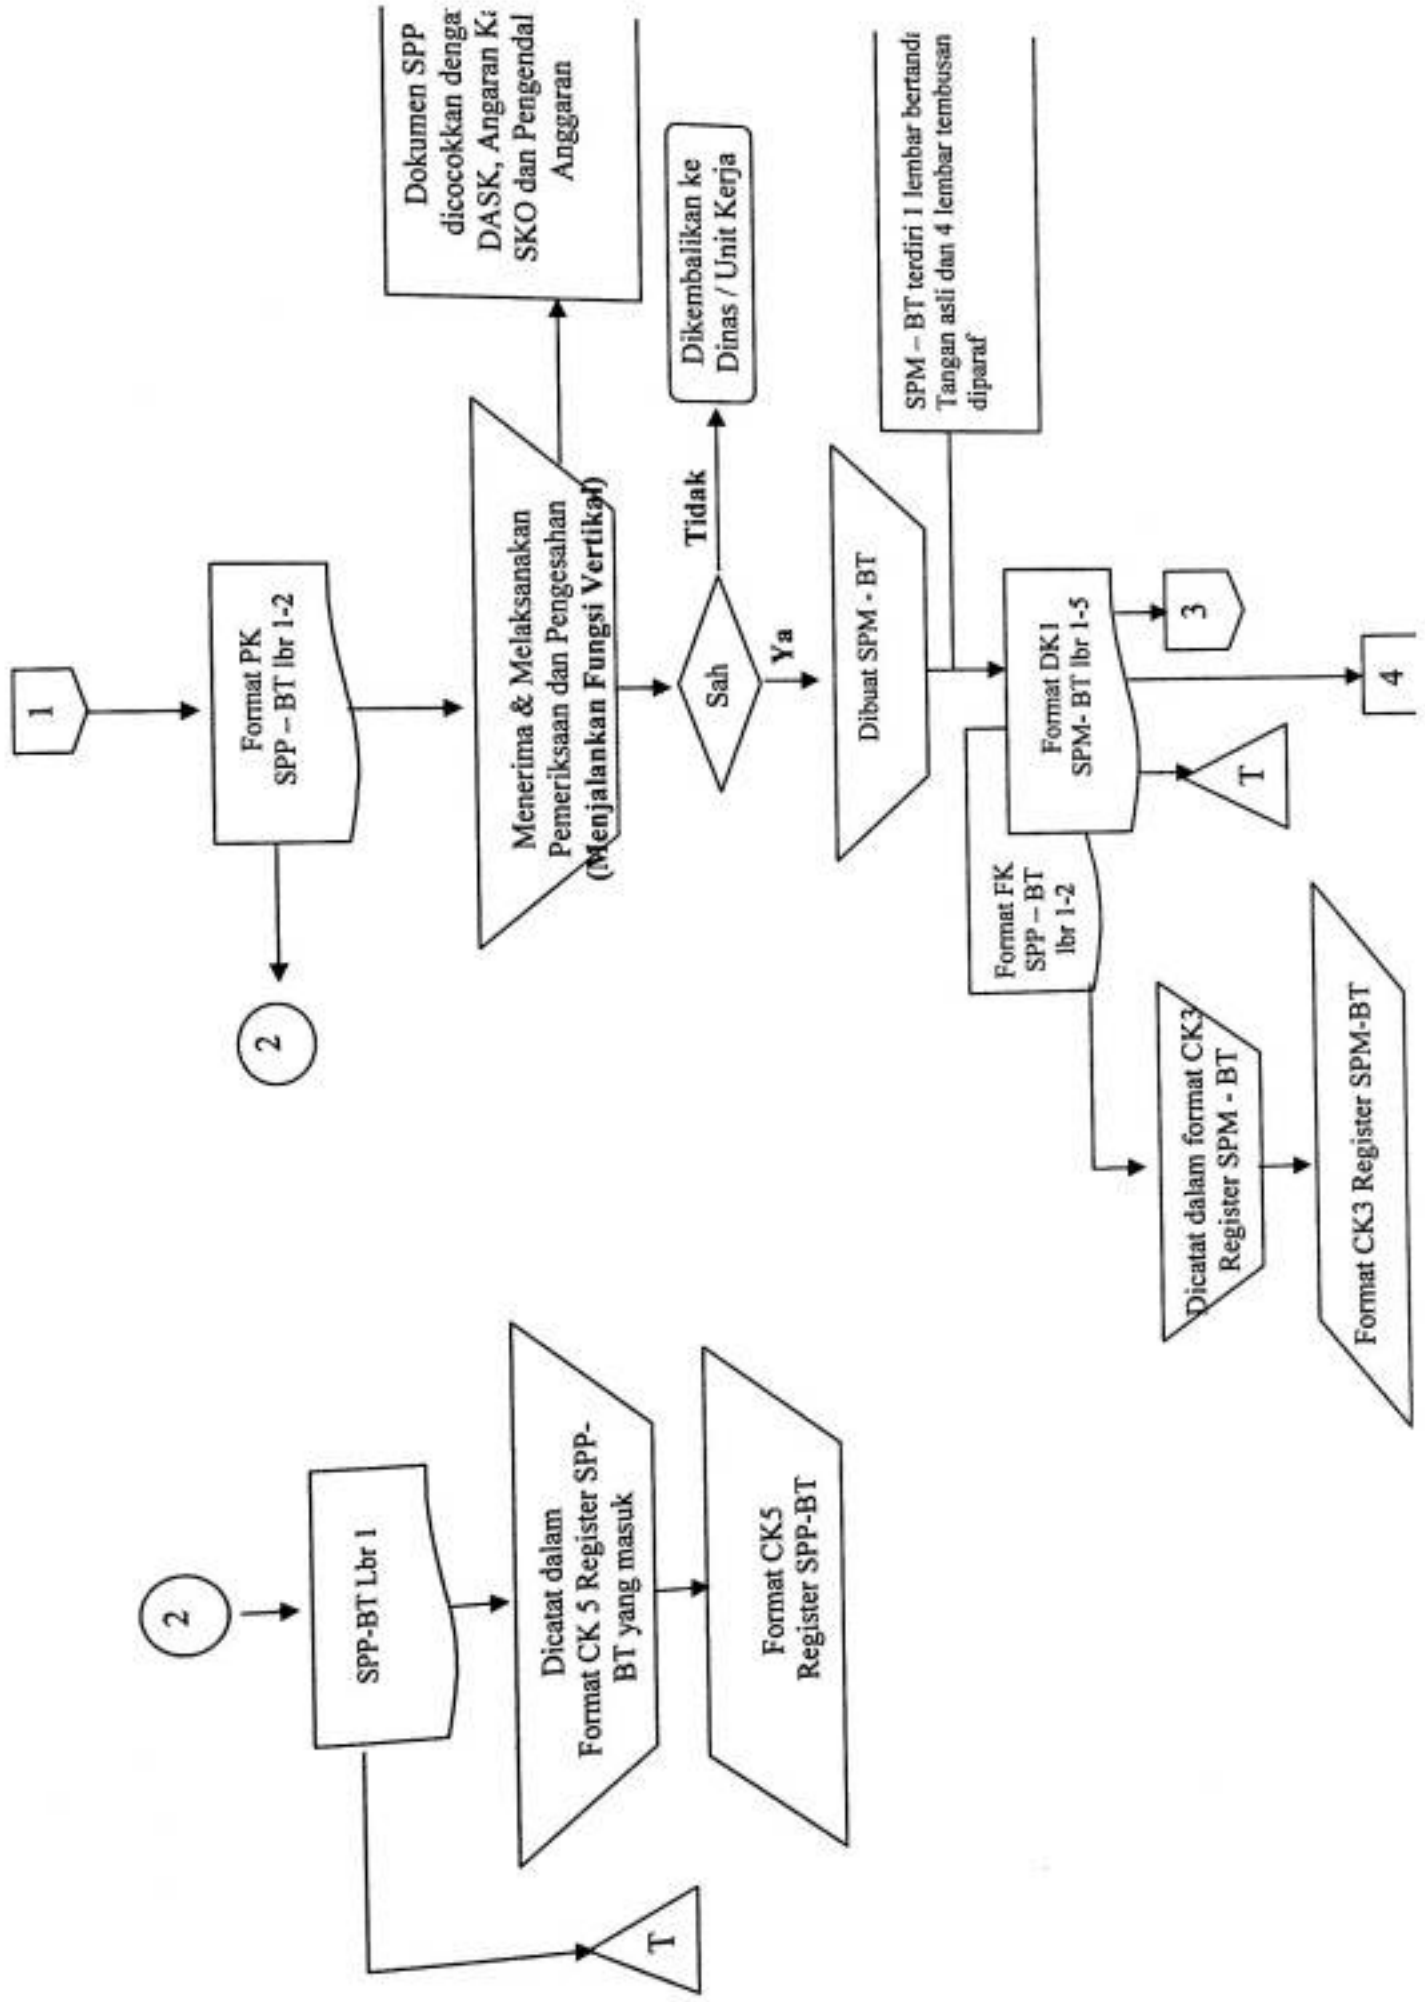 1
Format PK
SPP – BT lbr 1-2
2
Menerima & Melaksanakan
Pemeriksaan dan Pengesahan
(Menjalankan Fungsi Vertikal)
Dokumen SPP
dicocokkan denga
DASK, Angaran Ka
SKO dan Pengendal
Anggaran
Sah
Tidak
Dikembalikan ke
Dinas / Unit Kerja
Ya
Dibuat SPM - BT
SPM – BT terdiri 1 lembar bertanda
Tangan asli dan 4 lembar tembusan
diparaf
Format DK1
SPM- BT lbr 1-5
Format FK
SPP – BT
lbr 1-2
3
4
T
Dicatat dalam format CK3
Register SPM - BT
Format CK3 Register SPM-BT
2
SPP-BT Lbr 1
Dicatat dalam
Format CK 5 Register SPP-
BT yang masuk
Format CK5
Register SPP-BT
T